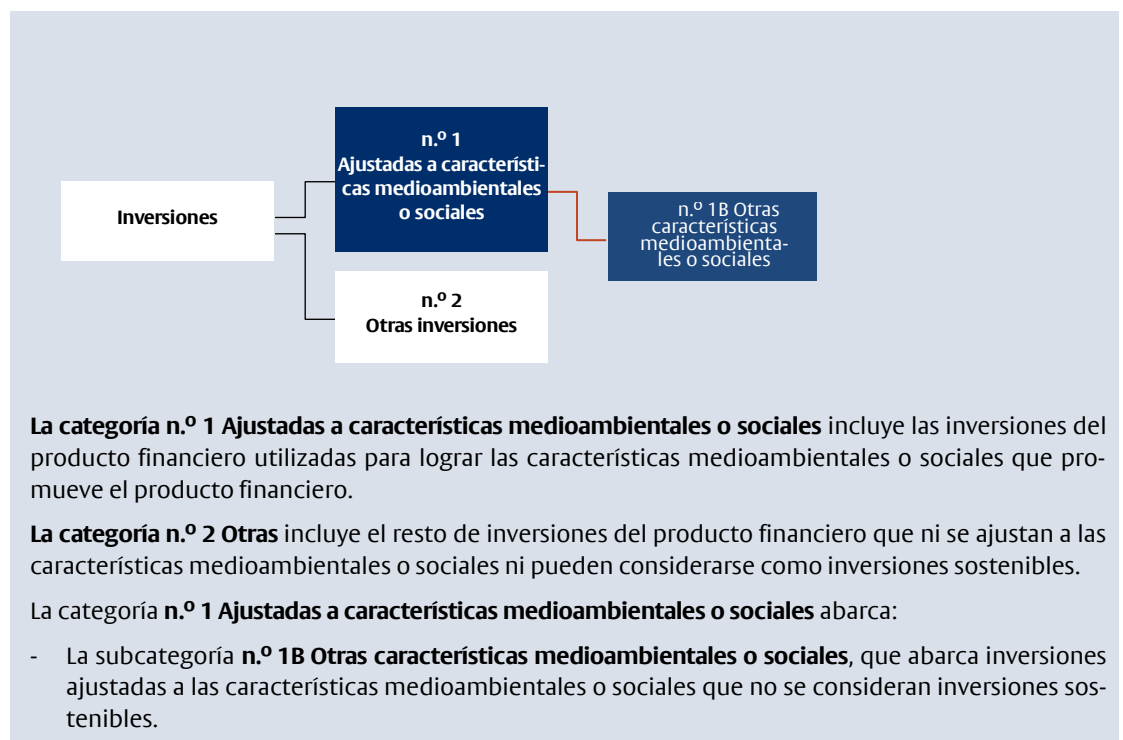 n.º 1
Ajustadas a característi-
cas medioambientales
o sociales
Inversiones
n.º 1B Otras
características
medioambienta-
les o sociales
n.º 2
Otras inversiones
La categoría n.º 1 Ajustadas a características medioambientales o sociales incluye las inversiones del
producto financiero utilizadas para lograr las características medioambientales o sociales que pro-
mueve el producto financiero.
La categoría n.º 2 Otras incluye el resto de inversiones del producto financiero que ni se ajustan a las
características medioambientales o sociales ni pueden considerarse como inversiones sostenibles.
La categoría n.º 1 Ajustadas a características medioambientales o sociales abarca:
- La subcategoría n.º 1B Otras características medioambientales o sociales, que abarca inversiones
ajustadas a las características medioambientales o sociales que no se consideran inversiones sos-
tenibles.